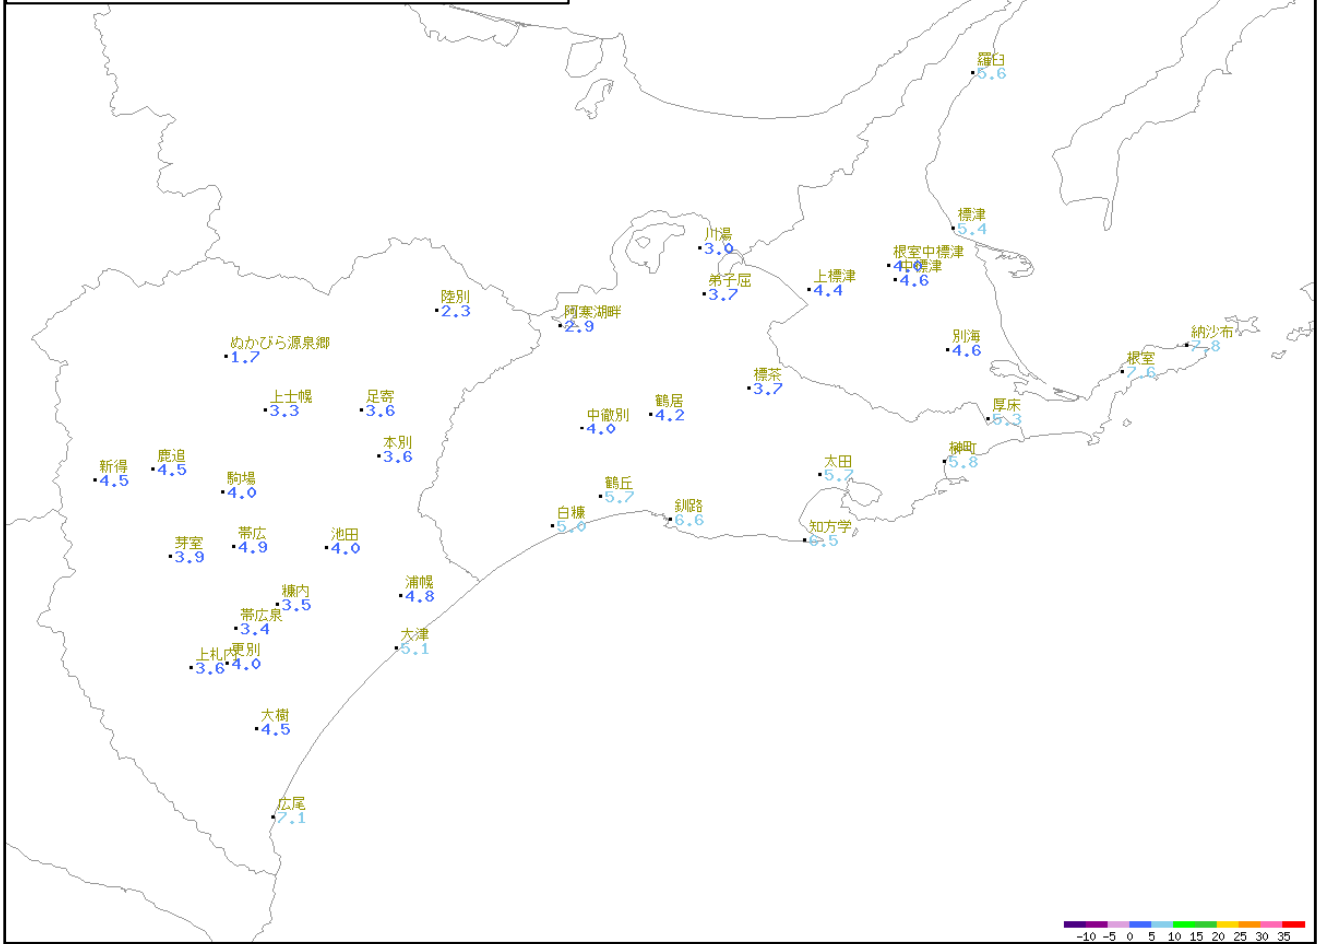 羅臼
5.6
標津
5.4
川湯
3.0
根室中標津
4.0
中標津
4.6
弟子屈
3.7
上標津
4.4
陸別
2.3
阿寒湖畔
2.9
ぬかびら源泉郷
1.7
別海
4.6
納沙布
7.8
根室
7.6
標茶
3.7
上士幌
3.3
足寄
3.6
鶴居
4.2
中徹別
4.0
厚床
5.3
本別
3.6
榊町
5.8
鹿追
4.5
新得
4.5
駒場
4.0
太田
5.7
鶴丘
5.7
白糠
5.0
釧路
6.6
知方学
6.5
芽室
3.9
帯広
4.9
池田
4.0
浦幌
4.8
糠内
3.5
帯広泉
3.4
大津
5.1
上札内
3.6
更別
4.0
大樹
4.5
広尾
7.1
-10 -5 0 5 10 15 20 25 30 35